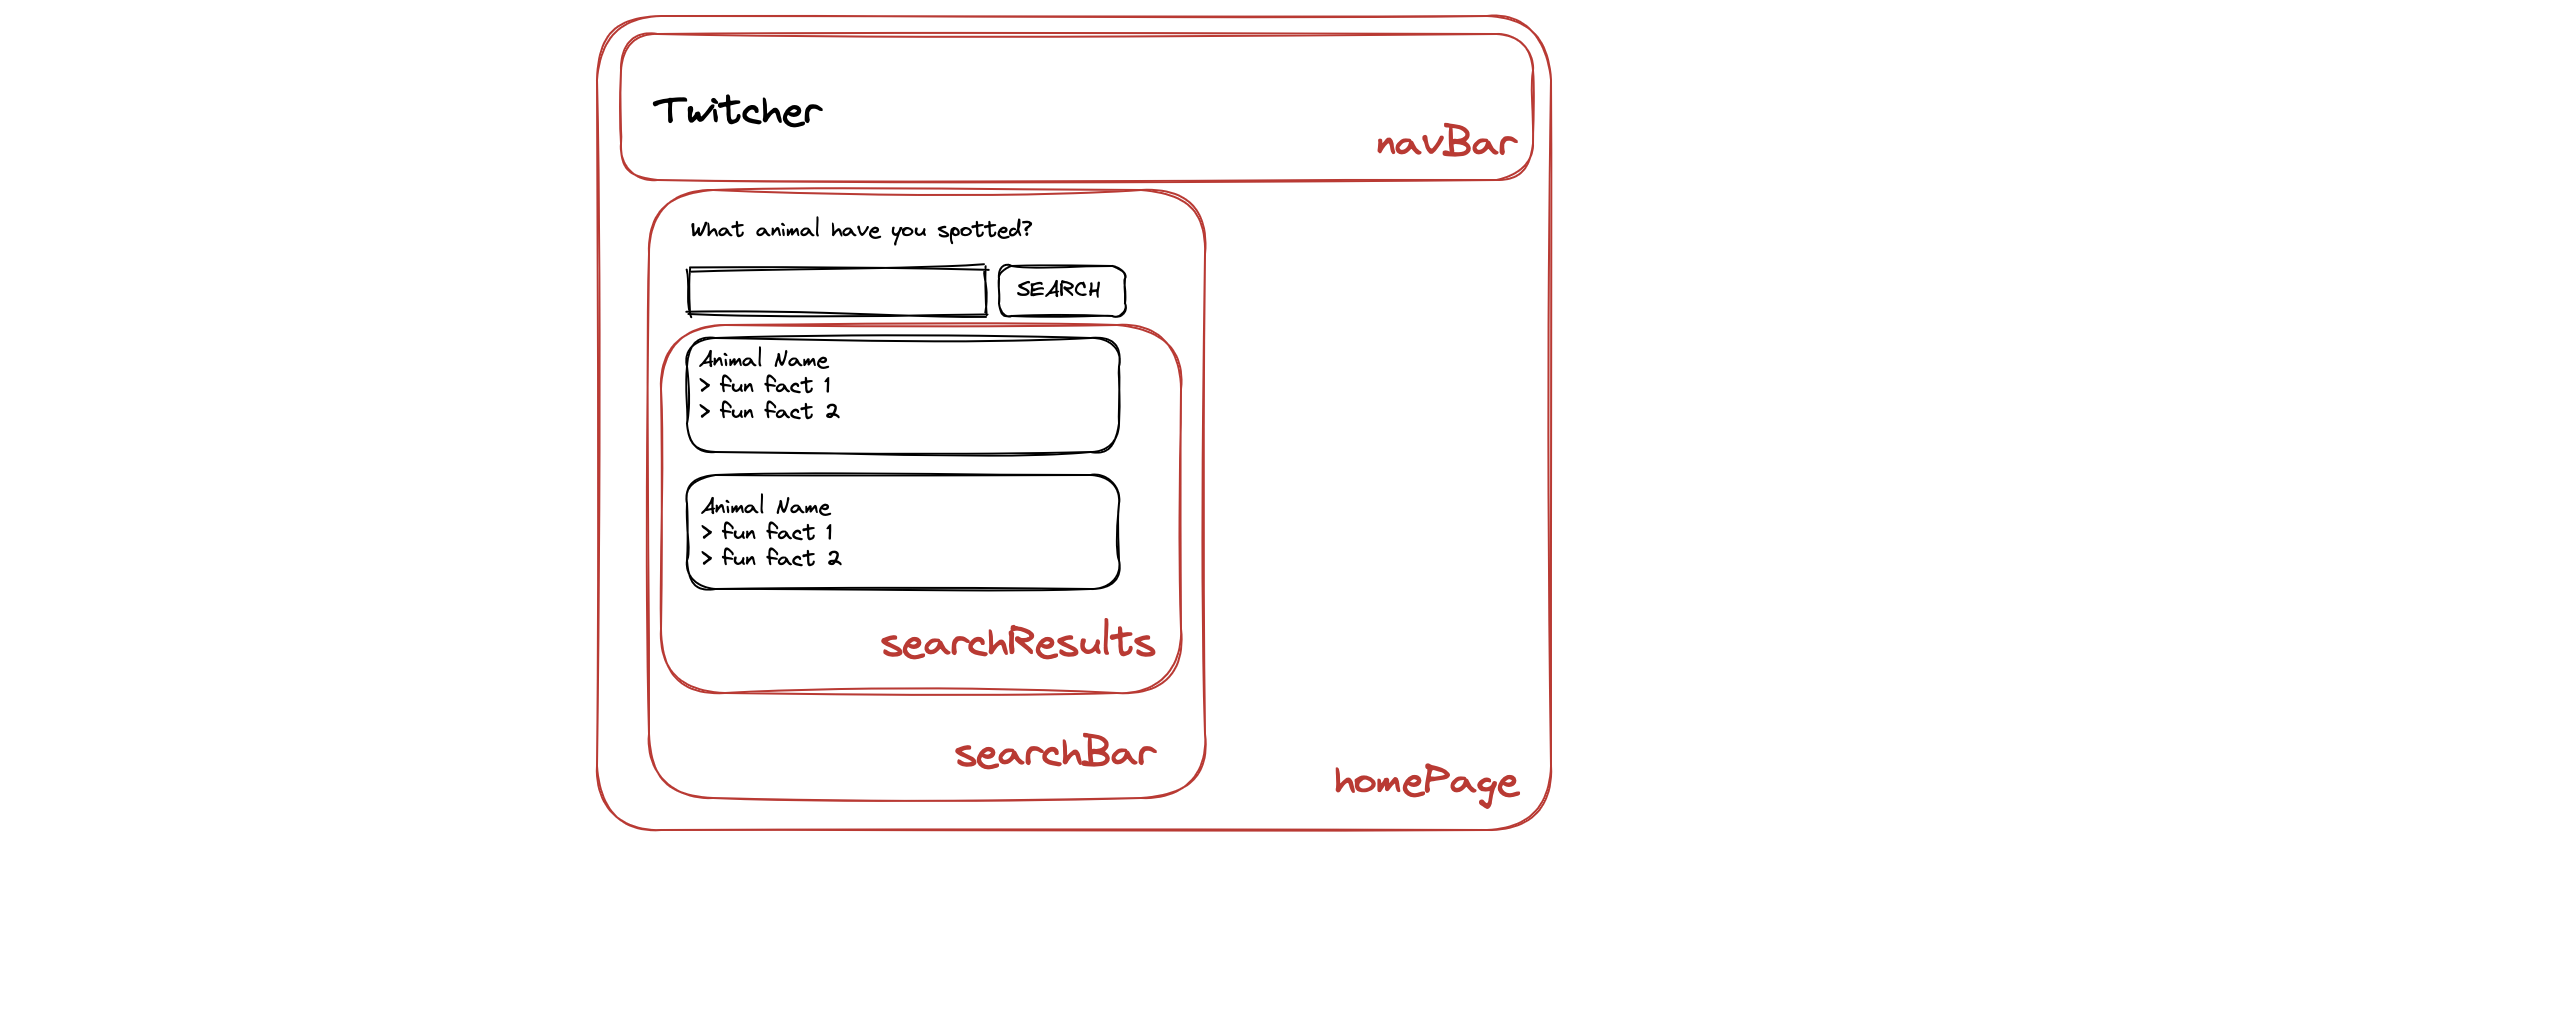 Twitcher
navBar
What animal have you spotted?
SEARCH
Animal Name
> fun fact 1
> fun fact 2
Animal Name
> fun fact 1
> fun fact 2
searchResults
searchBar
homePage